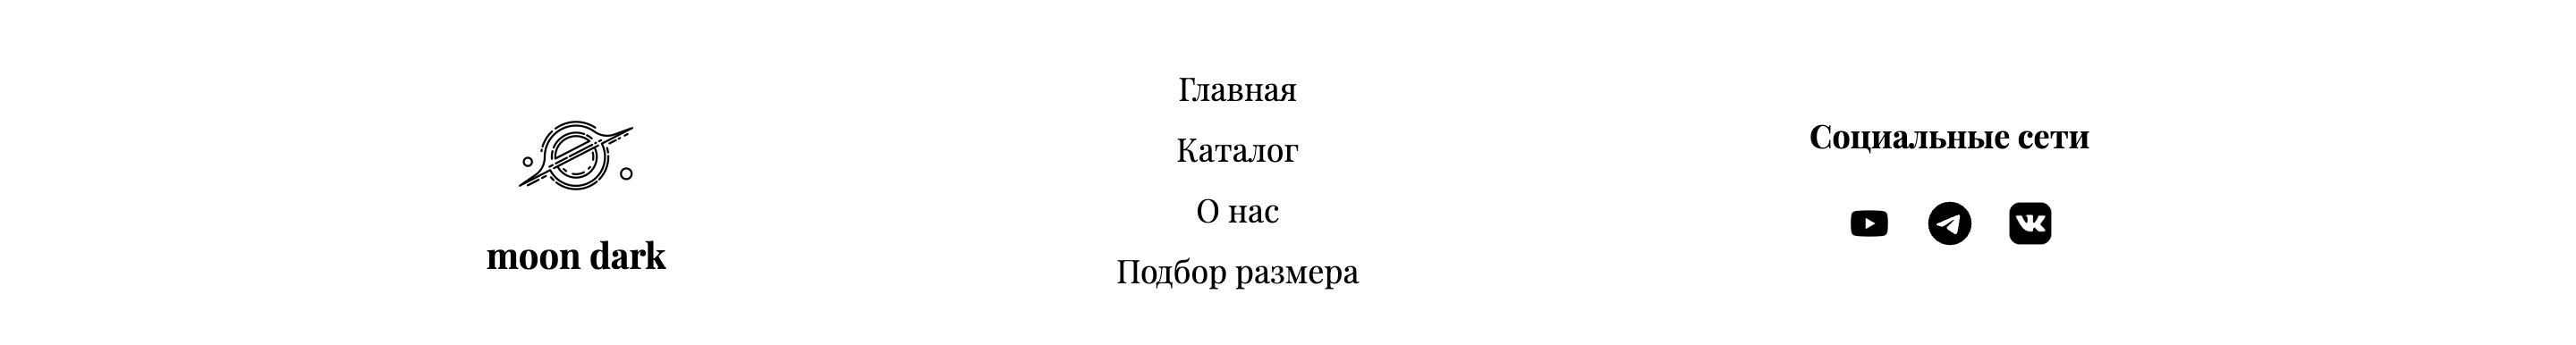 moon dark
Главная
Каталог
О нас
Подбор размера
Социальные сети